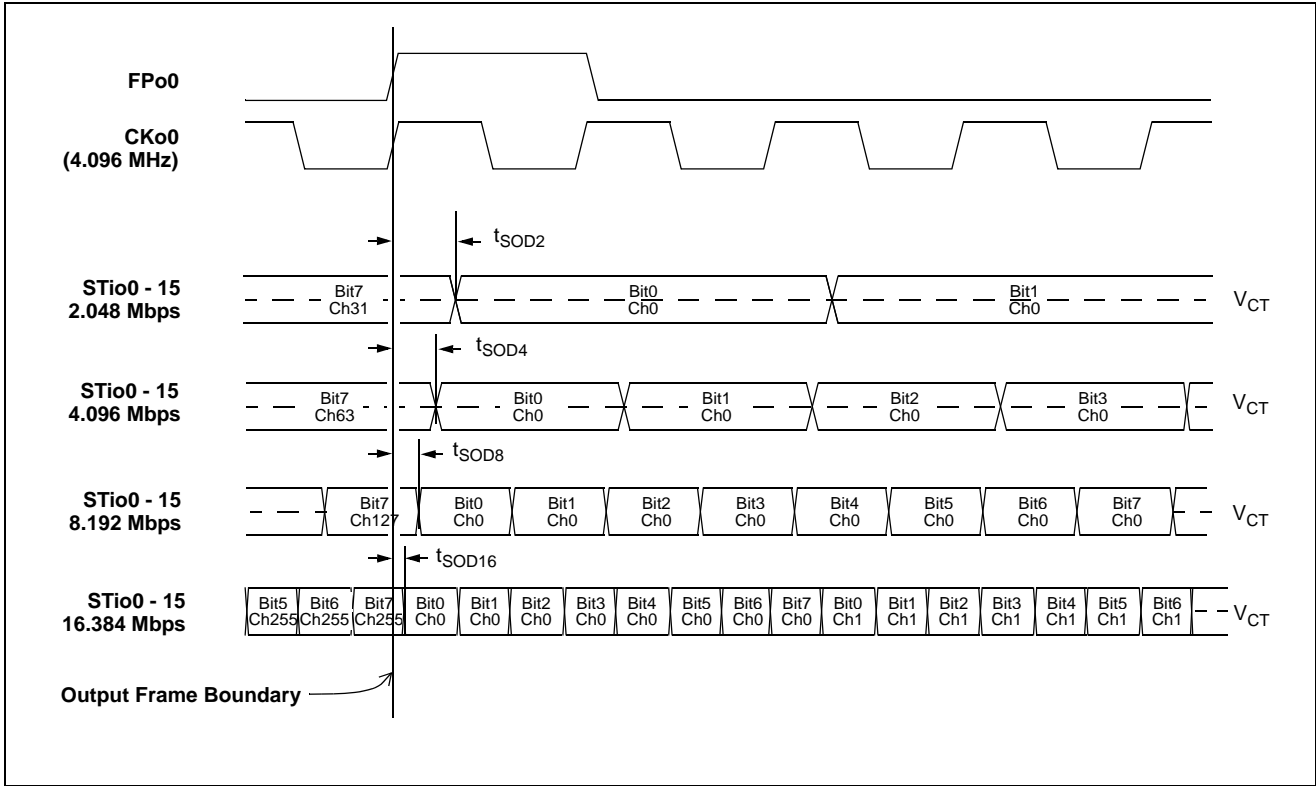 FPo0
CKo0
(4.096 MHz)
tSOD2
STio0 - 15
2.048 Mbps
Bit7
Ch31
Bit0
Ch0
Bit1
Ch0
VCT
tSOD4
STio0 - 15
4.096 Mbps
Bit7
Ch63
Bit0
Ch0
Bit1
Ch0
Bit2
Ch0
Bit3
Ch0
VCT
tSOD8
STio0 - 15
8.192 Mbps
Bit7
Ch127
Bit0
Ch0
Bit1
Ch0
Bit2
Ch0
Bit3
Ch0
Bit4
Ch0
Bit5
Ch0
Bit6
Ch0
Bit7
Ch0
VCT
tSOD16
STio0 - 15
16.384 Mbps
Bit5
Ch255
Bit6
Ch255
Bit7
Ch255
Bit0
Ch0
Bit1
Ch0
Bit2
Ch0
Bit3
Ch0
Bit4
Ch0
Bit5
Ch0
Bit6
Ch0
Bit7
Ch0
Bit0
Ch1
Bit1
Ch1
Bit2
Ch1
Bit3
Ch1
Bit4
Ch1
Bit5
Ch1
Bit6
Ch1
VCT
Output Frame Boundary